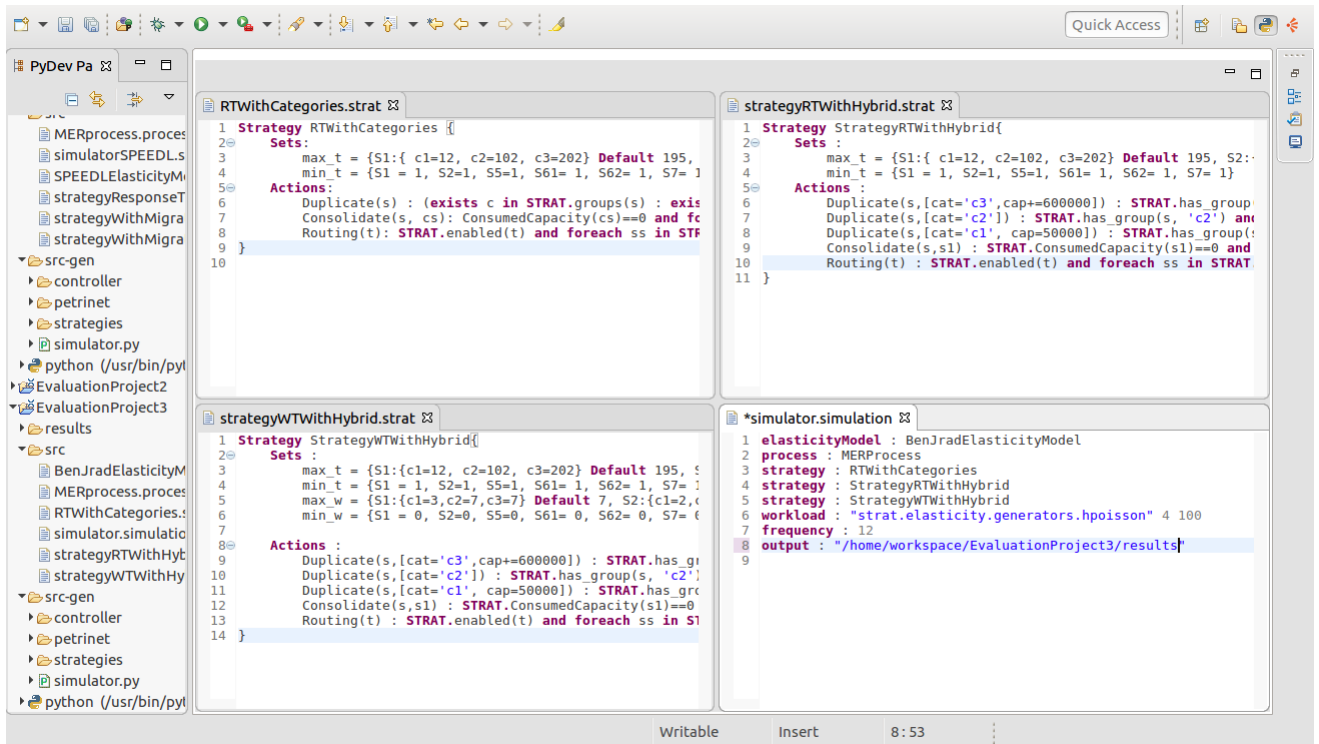 Quick Access
PyDev Pa
src
MERprocess.proces
simulatorSPEEDL.s
SPEEDLElasticityM
strategyResponseT
strategyWithMigra
strategyWithMigra
src-gen
controller
petrinet
strategies
simulator.py
python (/usr/bin/pyt
EvaluationProject2
EvaluationProject3
results
src
BenJradElasticityM
MERprocess.proces
RTWithCategories.s
simulator.simulatio
strategyRTWithHyb
strategyWTWithHy
src-gen
controller
petrinet
strategies
simulator.py
python (/usr/bin/pyt
RTWithCategories.strat
1 Strategy RTWithCategories {
2 Sets:
3 max_t = {S1:{ c1=12, c2=102, c3=202} Default 195,
4 min_t = {S1 = 1, S2=1, S5=1, S61= 1, S62= 1, S7= 1
5 Actions:
6 Duplicate(s) : (exists c in STRAT.groups(s) : exis
7 Consolidate(s, cs): ConsumedCapacity(cs)==0 and fo
8 Routing(t): STRAT.enabled(t) and foreach ss in STR
9 }
10
strategyRTWithHybrid.strat
1 Strategy StrategyRTWithHybrid{
2 Sets :
3 max_t = {S1:{ c1=12, c2=102, c3=202} Default 195, S2:
4 min_t = {S1 = 1, S2=1, S5=1, S61= 1, S62= 1, S7= 1}
5 Actions :
6 Duplicate(s,[cat='c3',cap+=600000]) : STRAT.has_group
7 Duplicate(s,[cat='c2']) : STRAT.has_group(s, 'c2') and
8 Duplicate(s,[cat='c1', cap=50000]) : STRAT.has_group(s
9 Consolidate(s,s1) : STRAT.ConsumedCapacity(s1)==0 and
10 Routing(t) : STRAT.enabled(t) and foreach ss in STRAT.
11 }
strategyWTWithHybrid.strat
1 Strategy StrategyWTWithHybrid{
2 Sets :
3 max_t = {S1:{c1=12, c2=102, c3=202} Default 195, S
4 min_t = {S1 = 1, S2=1, S5=1, S61= 1, S62= 1, S7= 1
5 max_w = {S1:{c1=3,c2=7,c3=7} Default 7, S2:{c1=2,c
6 min_w = {S1 = 0, S2=0, S5=0, S61= 0, S62= 0, S7= 0
7
8 Actions :
9 Duplicate(s,[cat='c3',cap+=600000]) : STRAT.has_gr
10 Duplicate(s,[cat='c2']) : STRAT.has_group(s, 'c2')
11 Duplicate(s,[cat='c1', cap=50000]) : STRAT.has_gro
12 Consolidate(s,s1) : STRAT.ConsumedCapacity(s1)==0
13 Routing(t) : STRAT.enabled(t) and foreach ss in ST
14 }
*simulator.simulation
1 elasticityModel : BenJradElasticityModel
2 process : MERProcess
3 strategy : RTWithCategories
4 strategy : StrategyRTWithHybrid
5 strategy : StrategyWTWithHybrid
6 workload : "strat.elasticity.generators.hpoisson" 4 100
7 frequency : 12
8 output : "/home/workspace/EvaluationProject3/results"
9
Writable
Insert
8:53